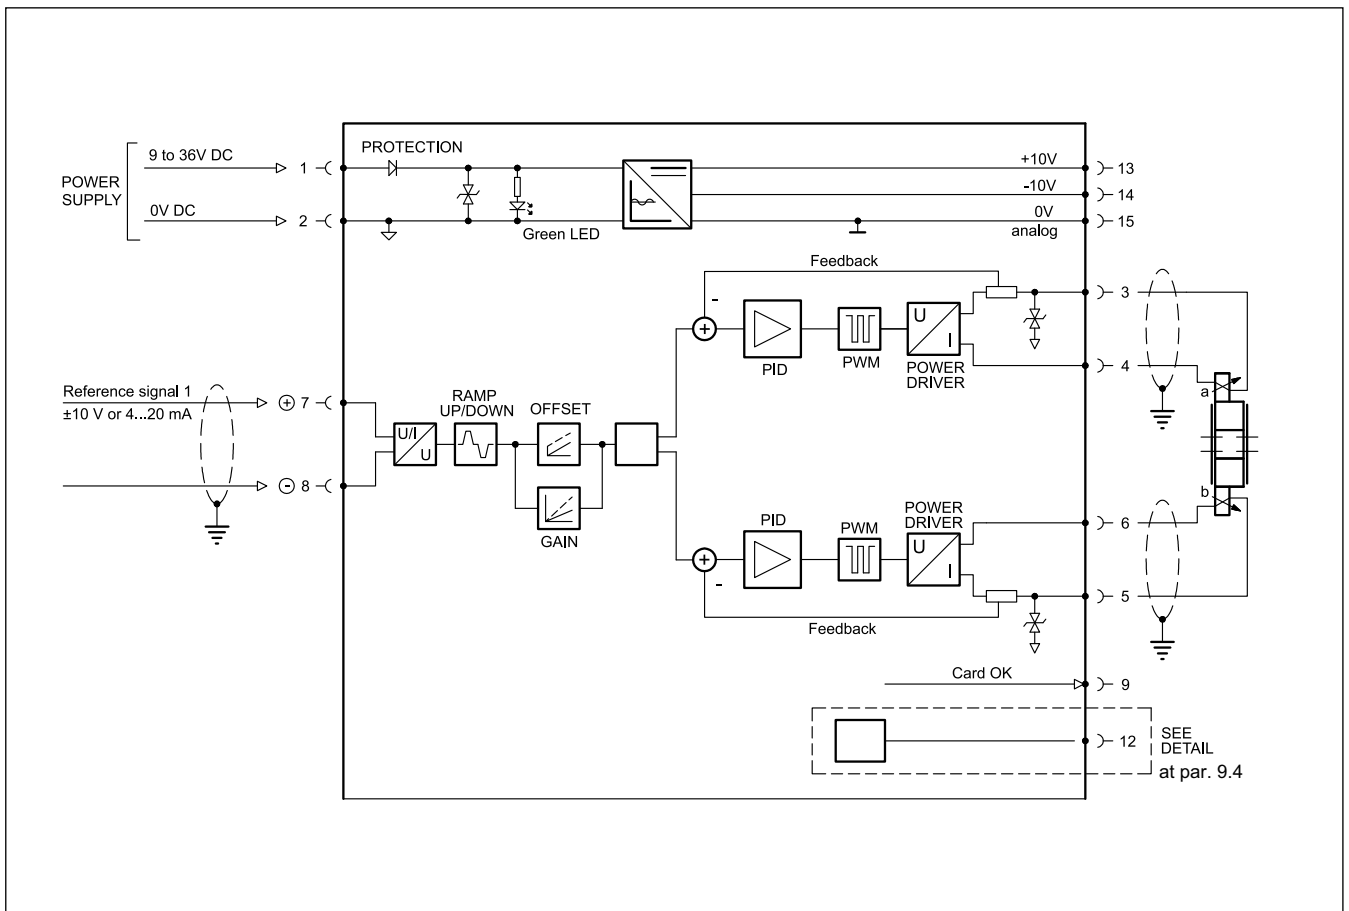 PROTECTION
9 to 36V DC
1
POWER
SUPPLY
0V DC
2
Green LED
+10V
13
-10V
14
0V
analog
15
Feedback
-
3
U
I
PID
PWM
POWER
DRIVER
4
a
Reference signal 1
±10 V or 4...20 mA
+ 7
- 8
U/I
U
RAMP
UP/DOWN
OFFSET
GAIN
+
b
POWER
DRIVER
PID
PWM
U
I
6
+
-
5
Feedback
Card OK
9
12
SEE
DETAIL
at par. 9.4